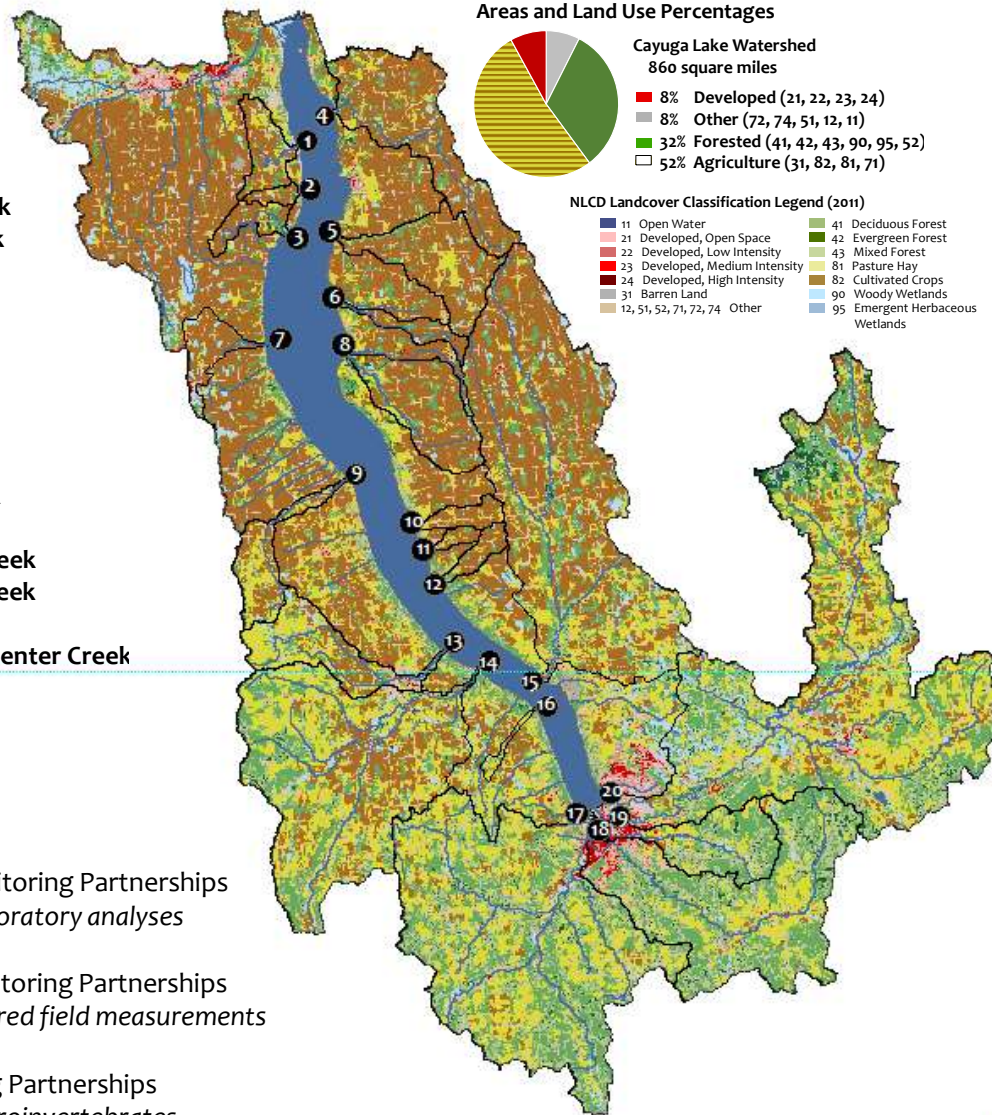 Areas and Land Use Percentages
Cayuga Lake Watershed
860 square miles
8% Developed (21, 22, 23, 24)
8% Other (72, 74, 51, 12, 11)
32% Forested (41, 42, 43, 90, 95, 52)
52% Agriculture (31, 82, 81, 71)
NLCD Landcover Classification Legend (2011)
11 Open Water
21 Developed, Open Space
22 Developed, Low Intensity
23 Developed, Medium Intensity
24 Developed, High Intensity
31 Barren Land
12, 51, 52, 71, 72, 74 Other
41 Deciduous Forest
42 Evergreen Forest
43 Mixed Forest
81 Pasture Hay
82 Cultivated Crops
90 Woody Wetlands
95 Emergent Herbaceous
Wetlands
4
1
2
3
5
6
7
8
9
10
11
12
13
14
15
16
20
17
19
18
k
k
eek
eek
enter Creek
itoring Partnerships
oratory analyses
toring Partnerships
red field measurements
g Partnerships
roinvertebrates